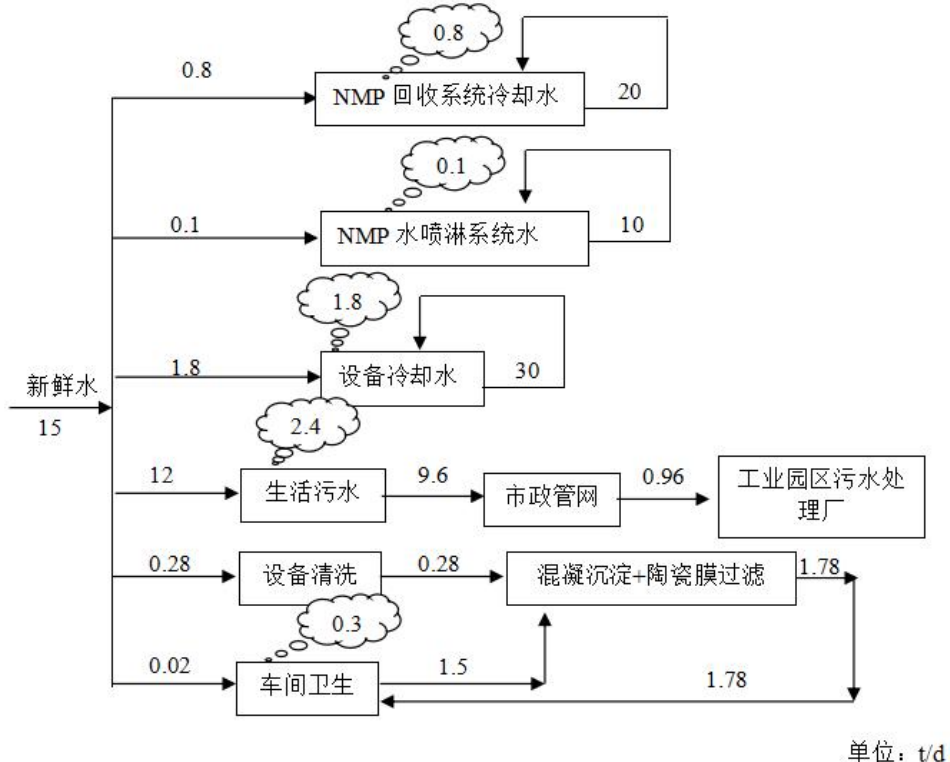 0.8
0.8
NMP 回收系统冷却水
20
0.1
0.1
NMP 水喷淋系统水
10
1.8
1.8
设备冷却水
30
新鲜水
15
2.4
12
生活污水
9.6
市政管网
0.96
工业园区污水处
理厂
0.28
设备清洗
0.28
混凝沉淀+陶瓷膜过滤
1.78
0.3
0.02
车间卫生
1.5
1.78
单位：t/d